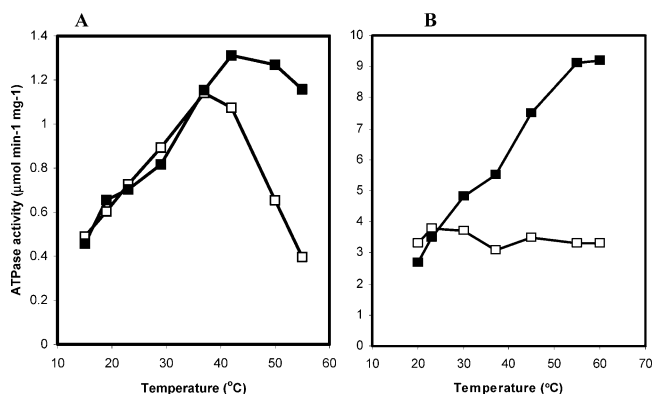 A
B
ATPase activity (μmol min-1 mg-1)
1.4
1.2
1
0.8
0.6
0.4
0.2
0
10 20 30 40 50 60
Temperature (°C)
10
9
8
7
6
5
4
3
2
1
0
10 20 30 40 50 60 70
Temperature (°C)